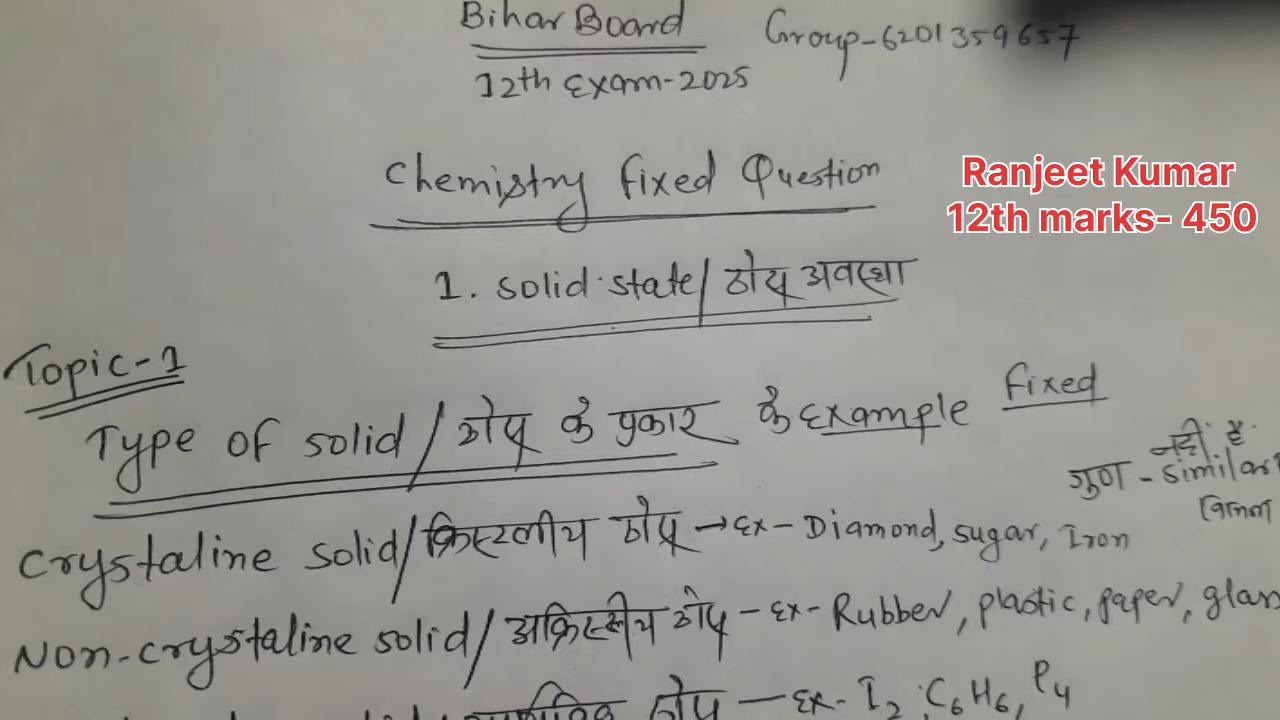 Bihar Board
Group-6201359657
12th Exam-2025
Chemistry fixed Question
Ranjeet Kumar
12th marks- 450
1. solid state/ठोस अवस्था
Topic-1
Type of solid/ठोस के प्रकार के Example fixed
नहीं है
गुण - similar
भिन्न
Crystaline solid/क्रिस्टलीय ठोस → Ex- Diamond, sugar, Iron
Non-crystaline solid/अक्रिस्टलीय ठोस - Ex- Rubber, plastic, paper, glass
ठोस - Ex- I2, C6H6, P4